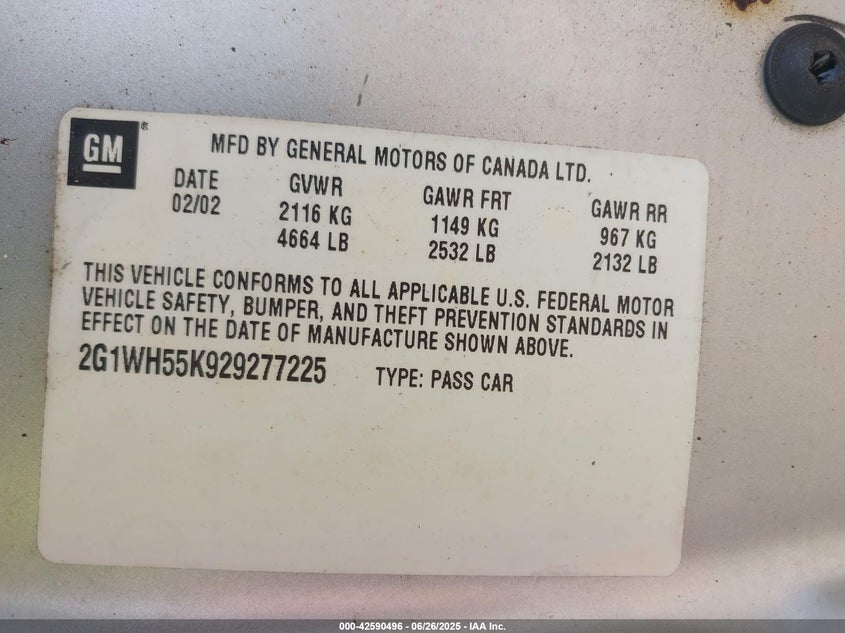 GM®
MFD BY GENERAL MOTORS OF CANADA LTD.
DATE GVWR GAWR FRT GAWR RR
02/02 2116 KG 1149 KG 967 KG
4664 LB 2532 LB 2132 LB
THIS VEHICLE CONFORMS TO ALL APPLICABLE U.S. FEDERAL MOTOR
VEHICLE SAFETY, BUMPER, AND THEFT PREVENTION STANDARDS IN
EFFECT ON THE DATE OF MANUFACTURE SHOWN ABOVE.
2G1WH55K929277225 TYPE: PASS CAR
000-42590496 - 06/26/2025 - IAA Inc.